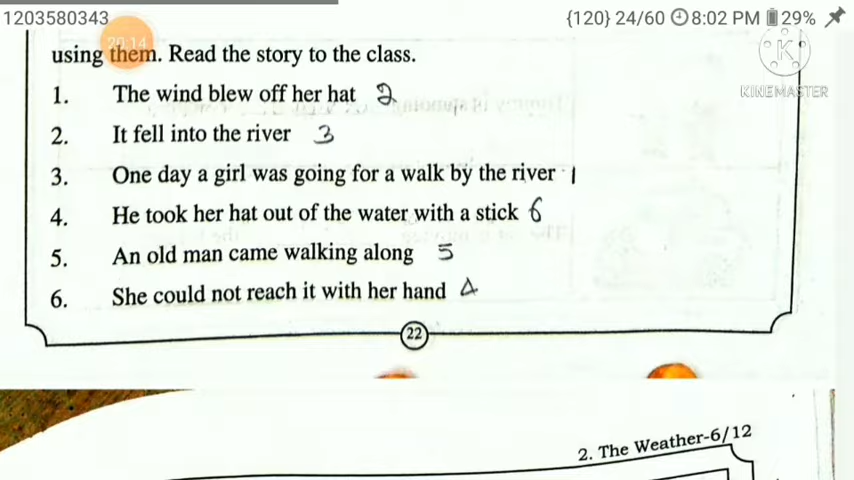 1203580343
{120} 24/60 8:02 PM 29%
20:14
KINEMASTER
using them. Read the story to the class.
1. The wind blew off her hat 2
2. It fell into the river 3
3. One day a girl was going for a walk by the river 1
4. He took her hat out of the water with a stick 6
5. An old man came walking along 5
6. She could not reach it with her hand 4
22
2. The Weather-6/12